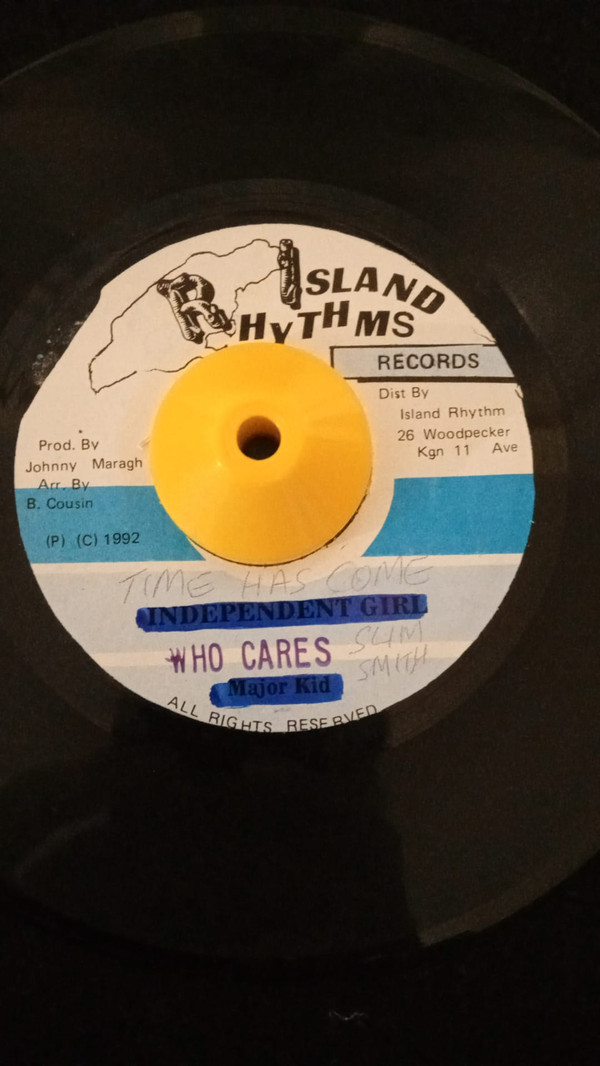 ISLAND
RHYTHMS
RECORDS
Dist By
Island Rhythm
26 Woodpecker
Kgn 11 Ave
Prod. By
Johnny Maragh
Arr. By
B. Cousin
(P) (C) 1992
TIME HAS COME
INDEPENDENT GIRL
WHO CARES
SLIM
SMITH
Major Kid
ALL RIGHTS RESERVED